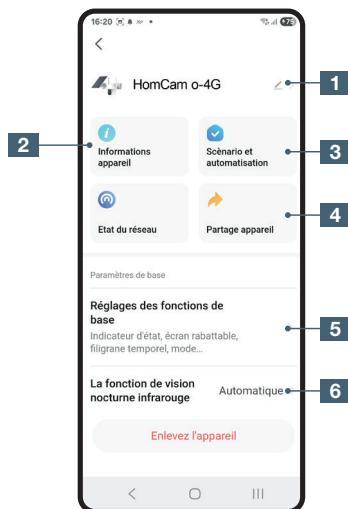 16:20
75
HomCam o-4G
1
2
Informations
appareil
Scènario et
automatisation
3
Etat du réseau
Partage appareil
4
Paramètres de base
Réglages des fonctions de
base
Indicateur d'état, écran rabattable,
filigrane temporel, mode...
5
La fonction de vision
nocturne infrarouge
Automatique
6
Enlevez l'appareil